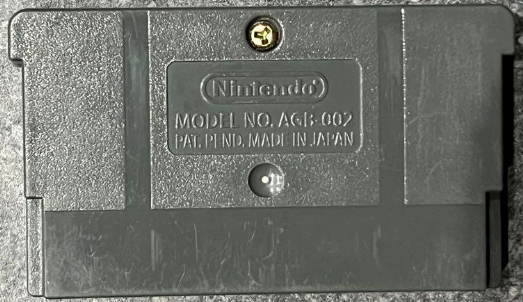 Nintendo
MODEL NO. AGB-002
PAT. PEND. MADE IN JAPAN